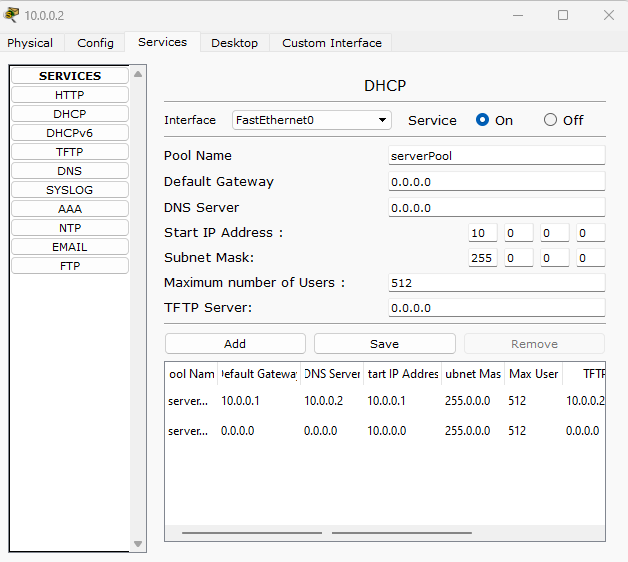 10.0.0.2
Physical Config Services Desktop Custom Interface
SERVICES
HTTP
DHCP
DHCPv6
TFTP
DNS
SYSLOG
AAA
NTP
EMAIL
FTP
DHCP
Interface FastEthernet0 Service On Off
Pool Name serverPool
Default Gateway 0.0.0.0
DNS Server 0.0.0.0
Start IP Address : 10 0 0 0
Subnet Mask: 255 0 0 0
Maximum number of Users : 512
TFTP Server: 0.0.0.0
Add Save Remove
ool Nam efault Gateway DNS Server tart IP Addres ubnet Mas Max User TFTP
server... 10.0.0.1 10.0.0.2 10.0.0.1 255.0.0.0 512 10.0.0.2
server... 0.0.0.0 0.0.0.0 10.0.0.0 255.0.0.0 512 0.0.0.0